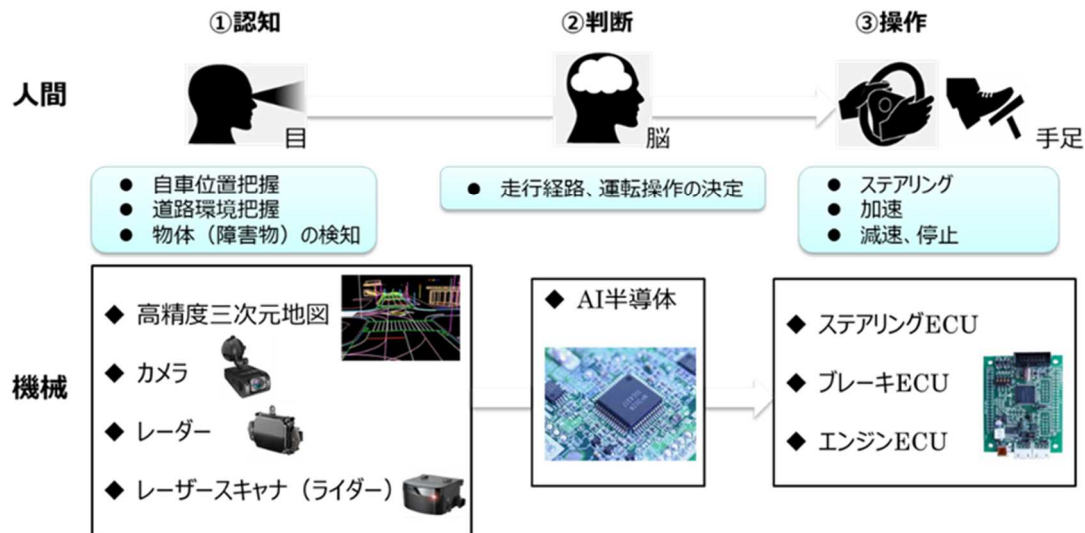 ①認知
②判断
③操作
人間
目
脳
手足
● 自車位置把握
● 道路環境把握
● 物体（障害物）の検知
● 走行経路、運転操作の決定
● ステアリング
● 加速
● 減速、停止
機械
◆ 高精度三次元地図
◆ カメラ
◆ レーダー
◆ レーザースキャナ（ライダー）
◆ AI半導体
◆ ステアリングECU
◆ ブレーキECU
◆ エンジンECU